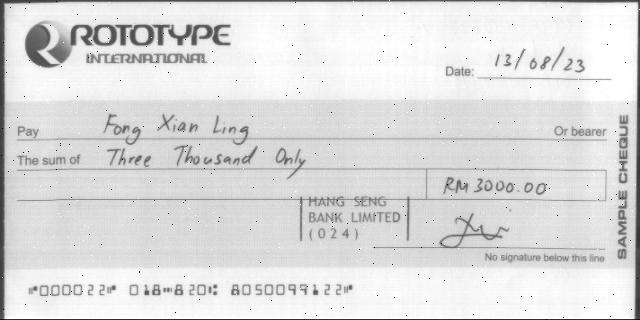 ROTOTYPE
INTERNATIONAL
Date: 13/08/23
Pay Fong Xian Ling Or bearer
The sum of Three Thousand Only
RM 3000.00
HANG SENG
BANK LIMITED
(024)
No signature below this line
SAMPLE CHEQUE
⑈000022⑈ 018⑉820⑆ 8050099122⑈